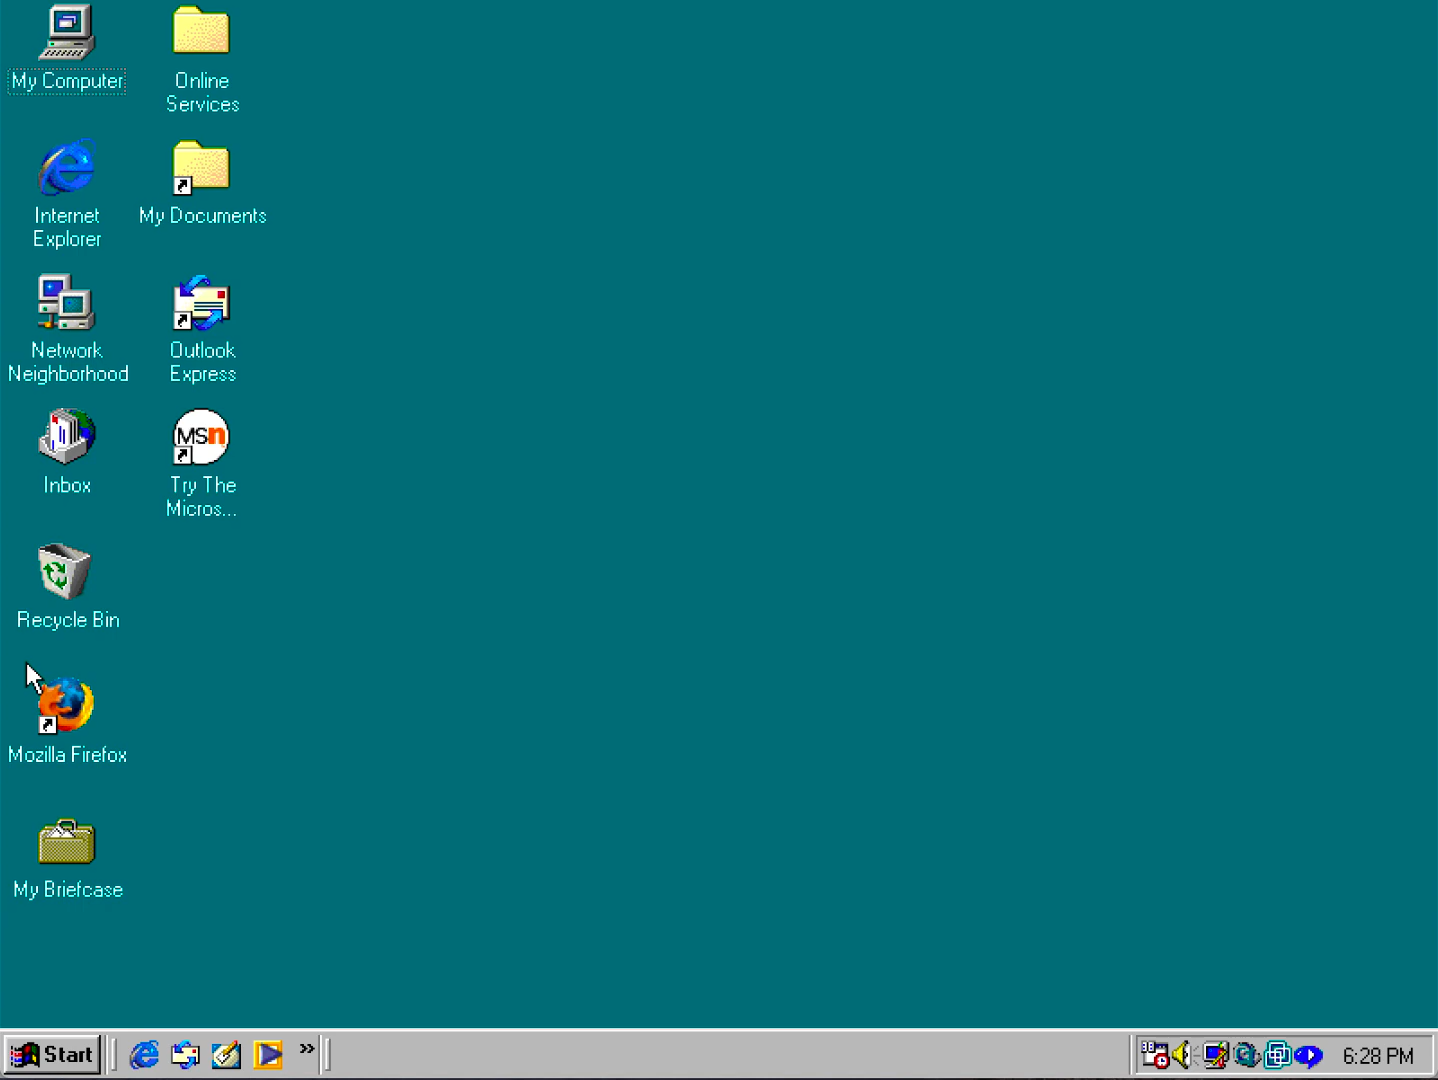 My Computer
Online
Services
Internet
Explorer
My Documents
Network
Neighborhood
Outlook
Express
Inbox
msn
Try The
Micros...
Recycle Bin
Mozilla Firefox
My Briefcase
Start
»
6:28 PM